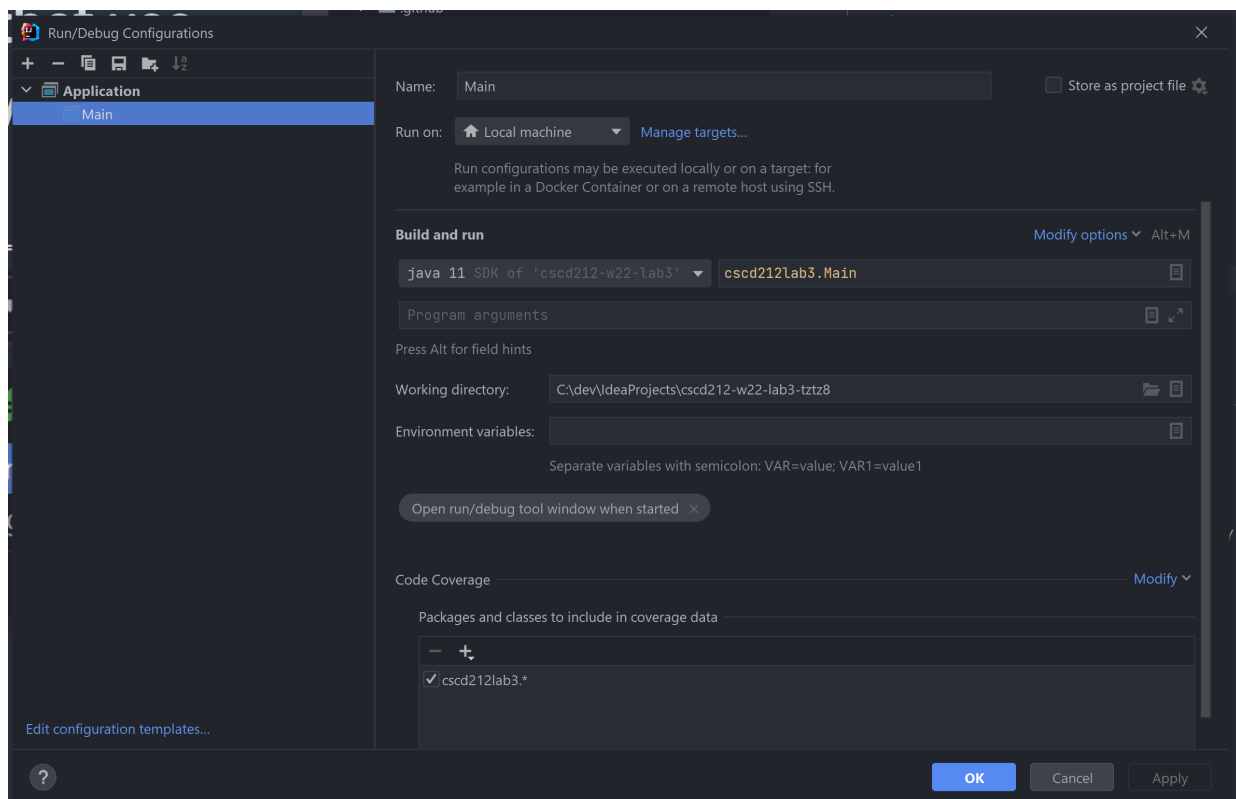 .github
Run/Debug Configurations
Application
Main
Name:
Main
Store as project file
Run on:
Local machine
Manage targets...
Run configurations may be executed locally or on a target: for
example in a Docker Container or on a remote host using SSH.
Build and run
Modify options Alt+M
java 11 SDK of 'cscd212-w22-lab3'
cscd212lab3.Main
Program arguments
Press Alt for field hints
Working directory:
C:\dev\IdeaProjects\cscd212-w22-lab3-tztz8
Environment variables:
Separate variables with semicolon: VAR=value; VAR1=value1
Open run/debug tool window when started
Code Coverage
Modify
Packages and classes to include in coverage data
cscd212lab3.*
Edit configuration templates...
?
OK
Cancel
Apply